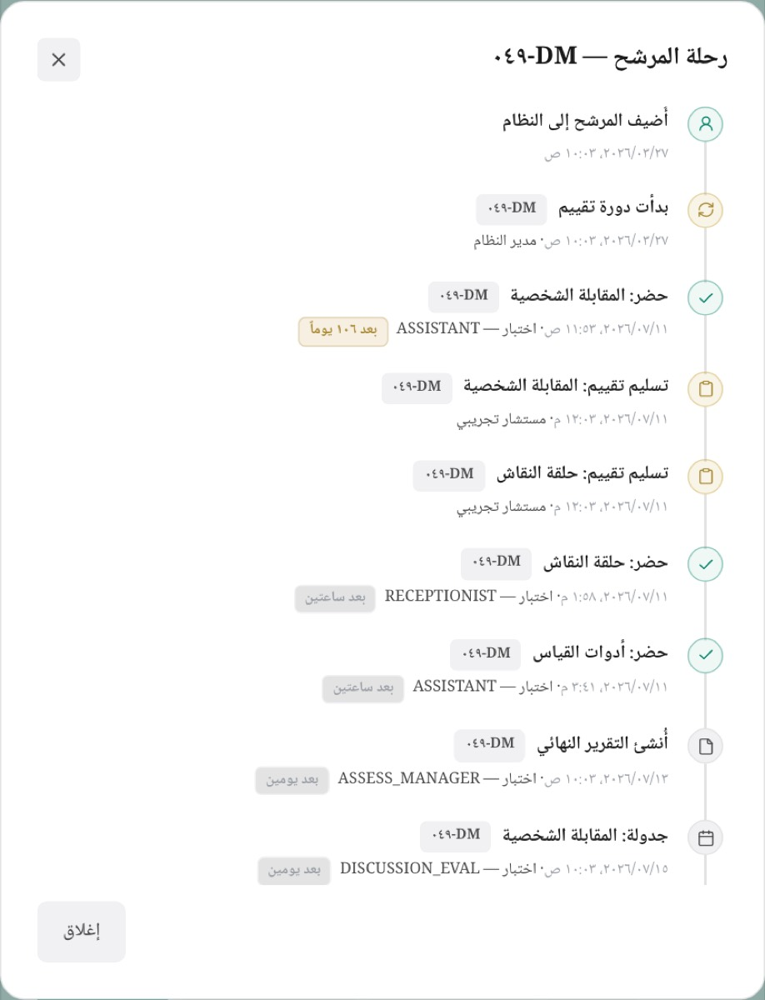 رحلة المرشح — DM-٠٤٩
أُضيف المرشح إلى النظام
٢٠٢٦/٠٣/٢٧، ١٠:٠٣ ص
بدأت دورة تقييم DM-٠٤٩
٢٠٢٦/٠٣/٢٧، ١٠:٠٣ ص · مدير النظام
حضر: المقابلة الشخصية DM-٠٤٩
٢٠٢٦/٠٧/١١، ١١:٥٣ ص · اختبار — ASSISTANT بعد ١٠٦ يوماً
تسليم تقييم: المقابلة الشخصية DM-٠٤٩
٢٠٢٦/٠٧/١١، ١٢:٠٣ م · مستشار تجريبي
تسليم تقييم: حلقة النقاش DM-٠٤٩
٢٠٢٦/٠٧/١١، ١٢:٠٣ م · مستشار تجريبي
حضر: حلقة النقاش DM-٠٤٩
٢٠٢٦/٠٧/١١، ١:٥٨ م · اختبار — RECEPTIONIST بعد ساعتين
حضر: أدوات القياس DM-٠٤٩
٢٠٢٦/٠٧/١١، ٣:٤١ م · اختبار — ASSISTANT بعد ساعتين
أُنشئ التقرير النهائي DM-٠٤٩
٢٠٢٦/٠٧/١٣، ١٠:٠٣ ص · اختبار — ASSESS_MANAGER بعد يومين
جدولة: المقابلة الشخصية DM-٠٤٩
٢٠٢٦/٠٧/١٥، ١٠:٠٣ ص · اختبار — DISCUSSION_EVAL بعد يومين
إغلاق